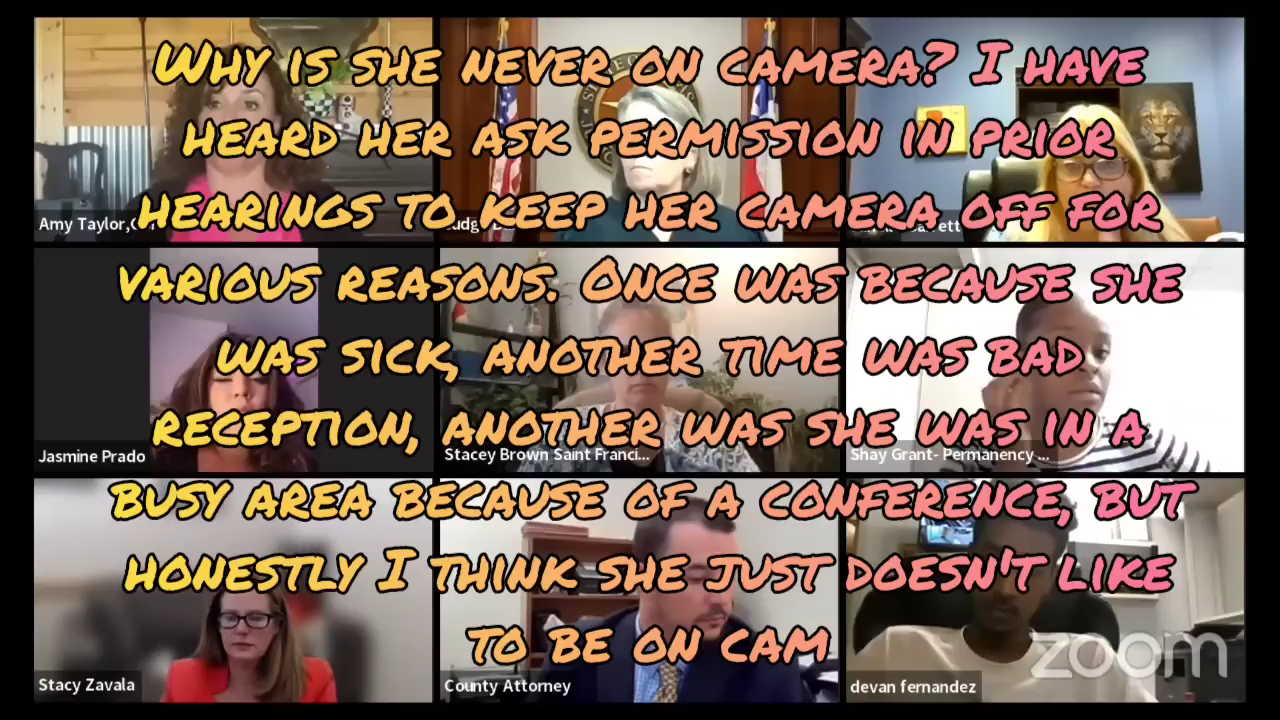 Why is she never on camera? I have
heard her ask permission in prior
hearings to keep her camera off for
Amy Taylor,
various reasons. Once was because she
was sick, another time was bad
reception, another was she was in a
Jasmine Prado
Stacey Brown Saint Franci...
Shay Grant- Permanency ...
busy area because of a conference, but
honestly I think she just doesn't like
to be on cam
zoom
Stacy Zavala
County Attorney
devan fernandez